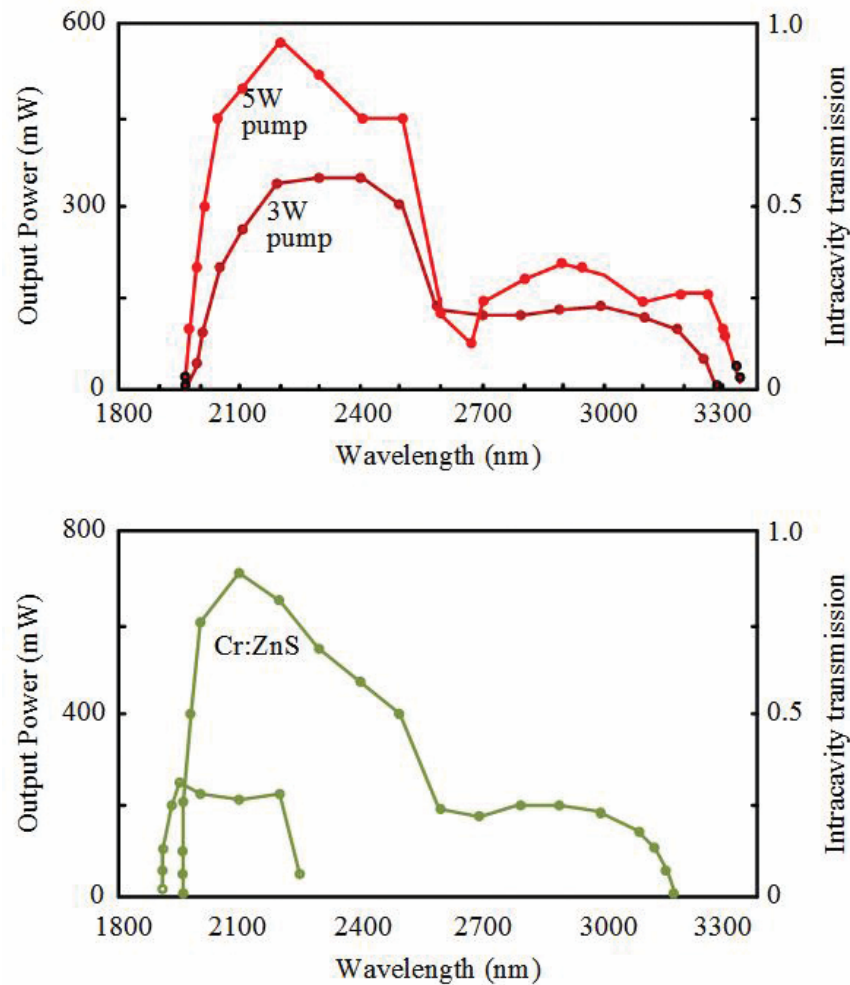 600
1.0
5W
pump
Output Power (mW)
300
3W
pump
0.5
Intracavity transmission
0
0
1800
2100
2400
2700
3000
3300
Wavelength (nm)
800
1.0
Output Power (mW)
Cr:ZnS
400
0.5
Intracavity transmission
0
0
1800
2100
2400
2700
3000
3300
Wavelength (nm)